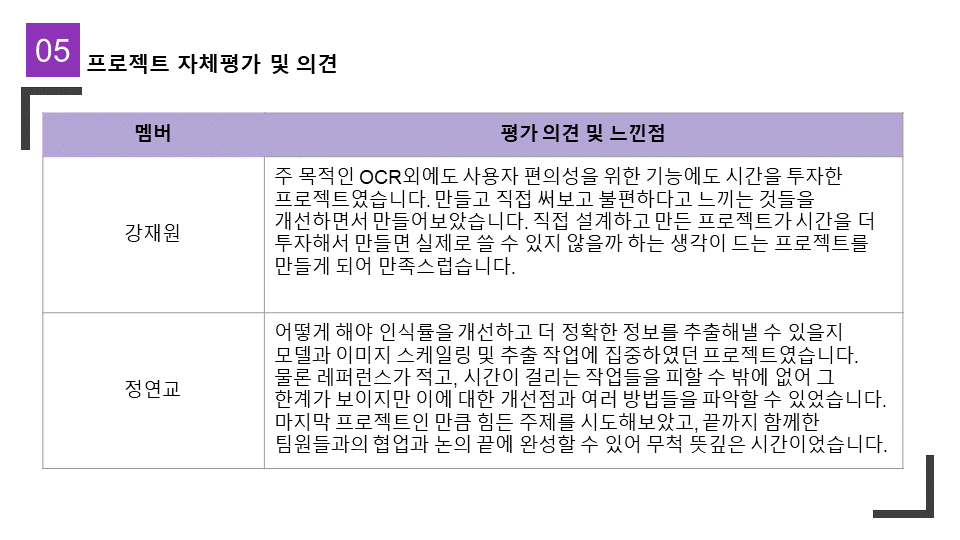 05
프로젝트 자체평가 및 의견
멤버
평가 의견 및 느낀점
강재원
주 목적인 OCR외에도 사용자 편의성을 위한 기능에도 시간을 투자한
프로젝트였습니다. 만들고 직접 써보고 불편하다고 느끼는 것들을
개선하면서 만들어보았습니다. 직접 설계하고 만든 프로젝트가 시간을 더
투자해서 만들면 실제로 쓸 수 있지 않을까 하는 생각이 드는 프로젝트를
만들게 되어 만족스럽습니다.
정연교
어떻게 해야 인식률을 개선하고 더 정확한 정보를 추출해낼 수 있을지
모델과 이미지 스케일링 및 추출 작업에 집중하였던 프로젝트였습니다.
물론 레퍼런스가 적고, 시간이 걸리는 작업들을 피할 수 밖에 없어 그
한계가 보이지만 이에 대한 개선점과 여러 방법들을 파악할 수 있었습니다.
마지막 프로젝트인 만큼 힘든 주제를 시도해보았고, 끝까지 함께한
팀원들과의 협업과 논의 끝에 완성할 수 있어 무척 뜻깊은 시간이었습니다.